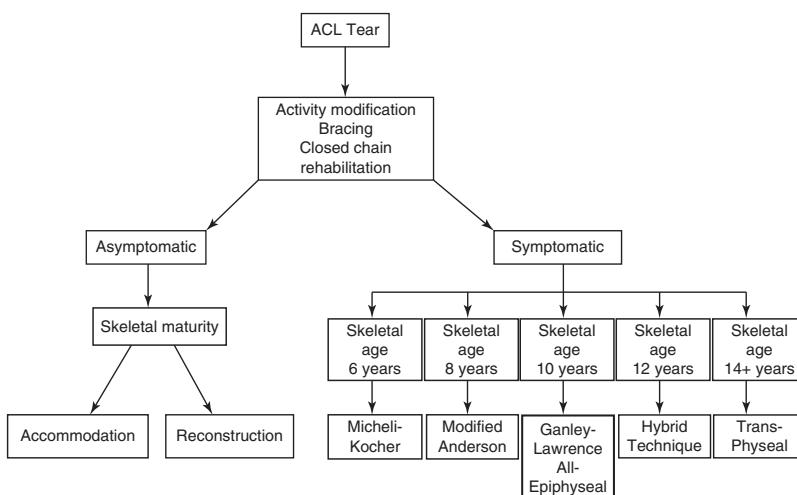 ACL Tear
Activity modification
Bracing
Closed chain
rehabilitation
Asymptomatic
Symptomatic
Skeletal maturity
Skeletal
age
6 years
Skeletal
age
8 years
Skeletal
age
10 years
Skeletal
age
12 years
Skeletal
age
14+ years
Accommodation
Reconstruction
Micheli-
Kocher
Modified
Anderson
Ganley-
Lawrence
All-
Epiphyseal
Hybrid
Technique
Trans-
Physeal